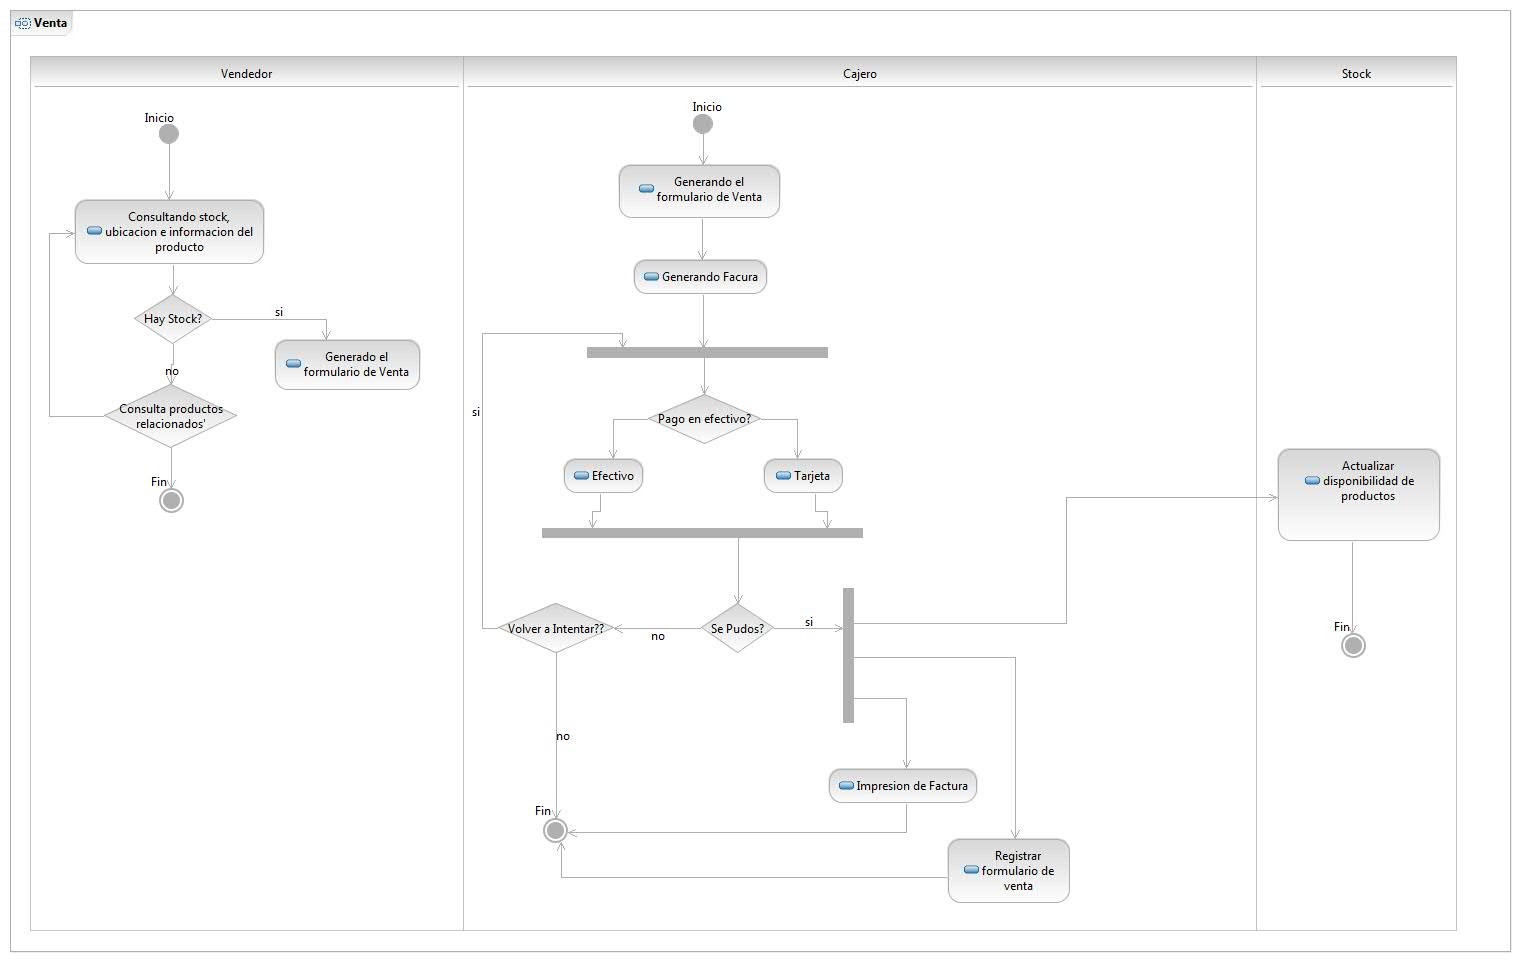 Venta
Vendedor
Cajero
Stock
Inicio
Consultando stock,
ubicacion e informacion del
producto
Hay Stock?
si
Generado el
formulario de Venta
no
Consulta productos
relacionados'
Fin
Inicio
Generando el
formulario de Venta
Generando Facura
si
Pago en efectivo?
Efectivo
Tarjeta
Volver a Intentar??
no
Se Pudos?
si
no
Impresion de Factura
Fin
Registrar
formulario de
venta
Actualizar
disponibilidad de
productos
Fin